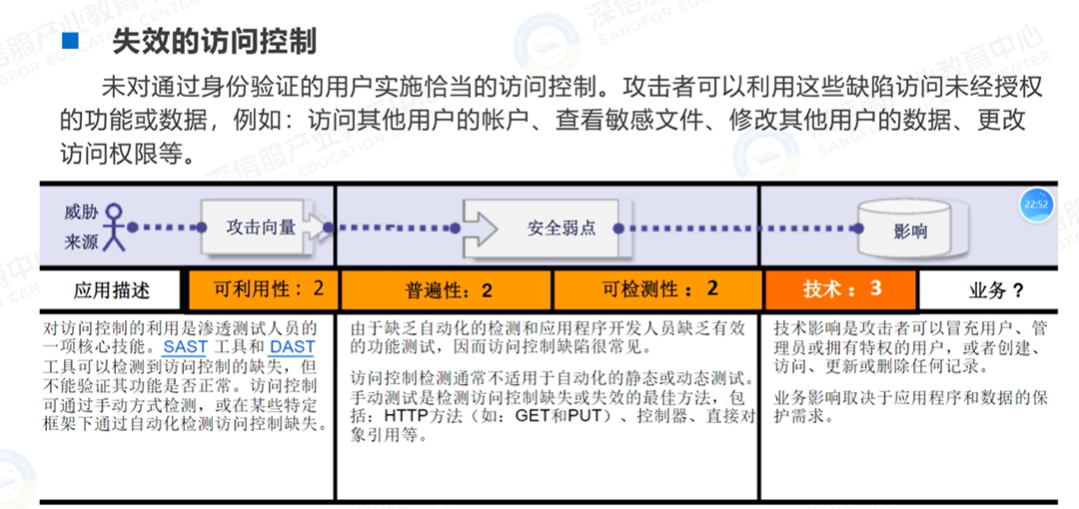 失效的访问控制
未对通过身份验证的用户实施恰当的访问控制。攻击者可以利用这些缺陷访问未经授权
的功能或数据，例如：访问其他用户的帐户、查看敏感文件、修改其他用户的数据、更改
访问权限等。
威胁
来源
攻击向量
安全弱点
影响
22:52
应用描述
可利用性：2
普遍性：2
可检测性：2
技术：3
业务？
对访问控制的利用是渗透测试人员的
一项核心技能。SAST 工具和 DAST
工具可以检测到访问控制的缺失，但
不能验证其功能是否正常。访问控制
可通过手动方式检测，或在某些特定
框架下通过自动化检测访问控制缺失。
由于缺乏自动化的检测和应用程序开发人员缺乏有效
的功能测试，因而访问控制缺陷很常见。
访问控制检测通常不适用于自动化的静态或动态测试。
手动测试是检测访问控制缺失或失效的最佳方法，包
括：HTTP方法（如：GET和PUT）、控制器、直接对
象引用等。
技术影响是攻击者可以冒充用户、管
理员或拥有特权的用户，或者创建、
访问、更新或删除任何记录。
业务影响取决于应用程序和数据的保
护需求。
深信服产业教育中心
SANGFOR EDUCATION CENTER